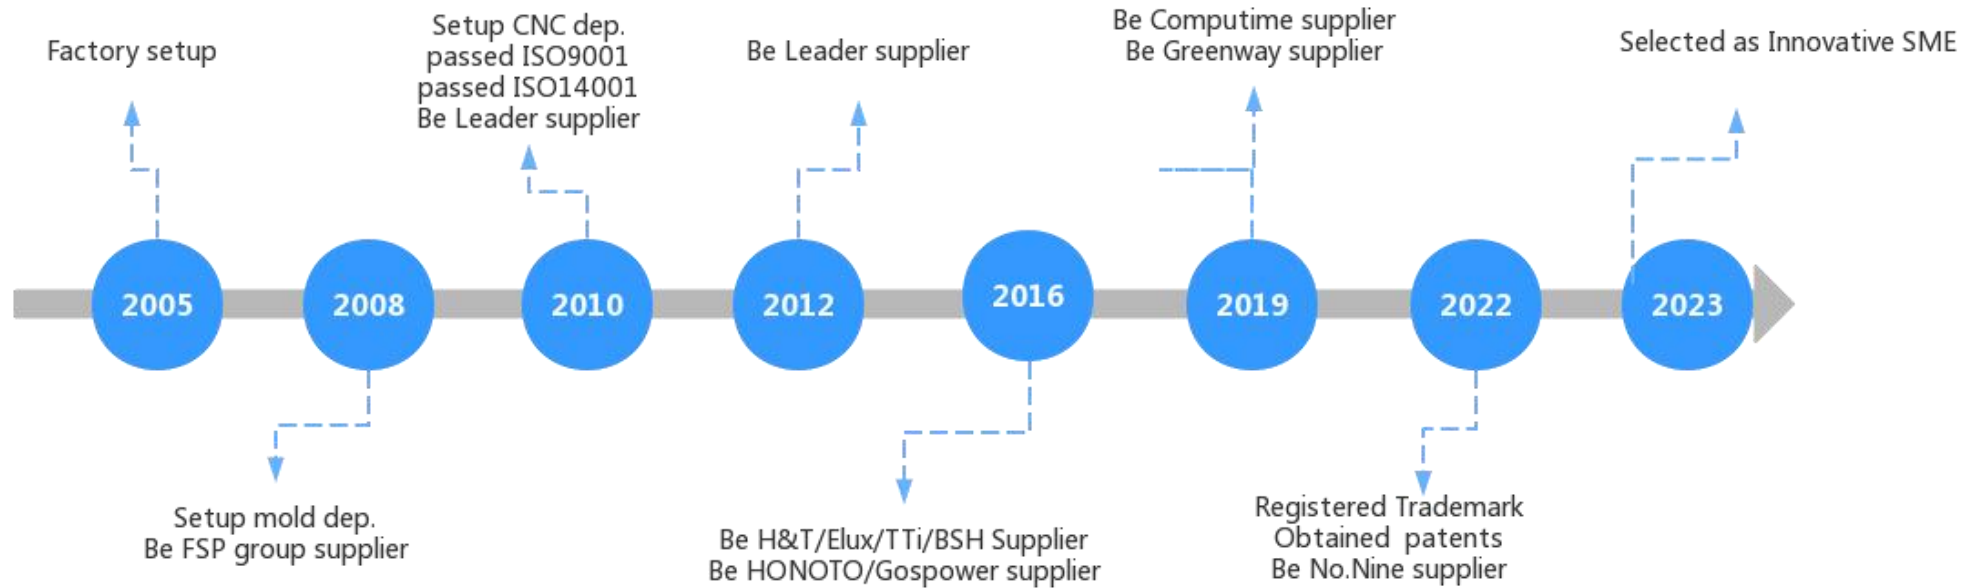 Factory setup
Setup CNC dep.
passed ISO9001
passed ISO14001
Be Leader supplier
Be Leader supplier
Be Computime supplier
Be Greenway supplier
Selected as Innovative SME
2005
2008
2010
2012
2016
2019
2022
2023
Setup mold dep.
Be FSP group supplier
Be H&T/Elux/TTi/BSH Supplier
Be HONOTO/Gospower supplier
Registered Trademark
Obtained patents
Be No.Nine supplier